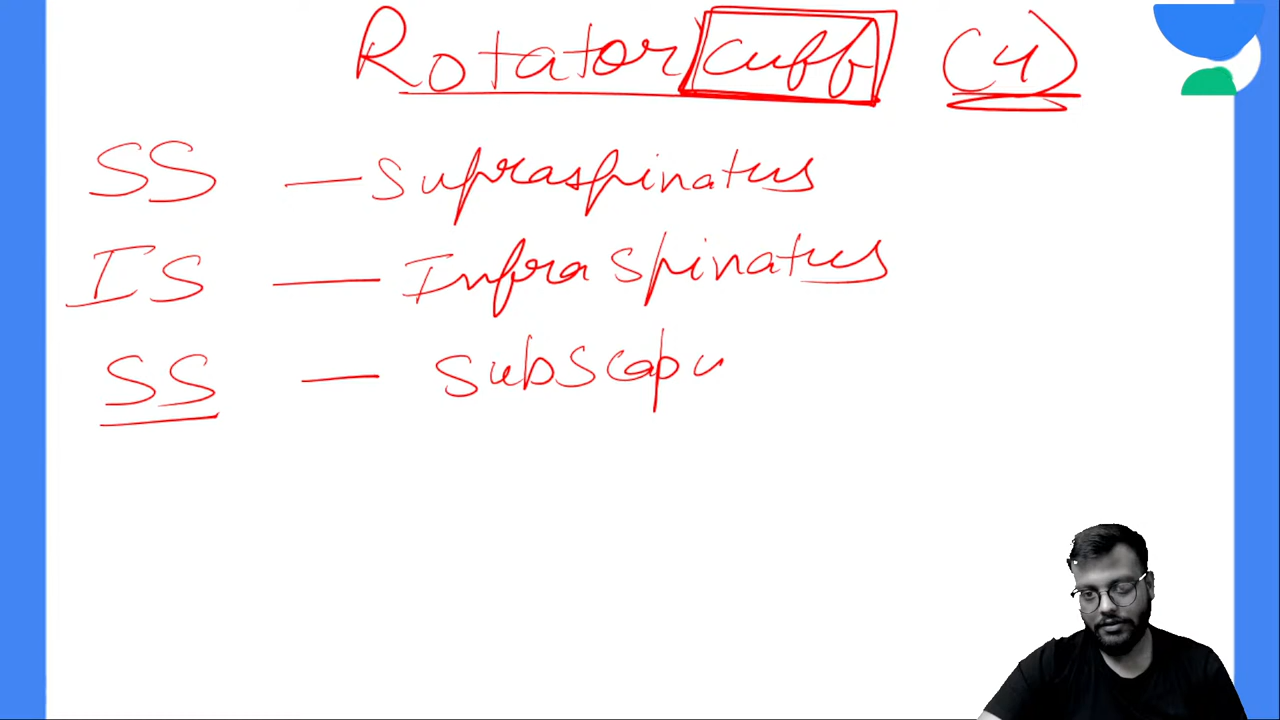 Rotator cuff (4)
SS — Supraspinatus
IS — Infraspinatus
SS — Subscapu